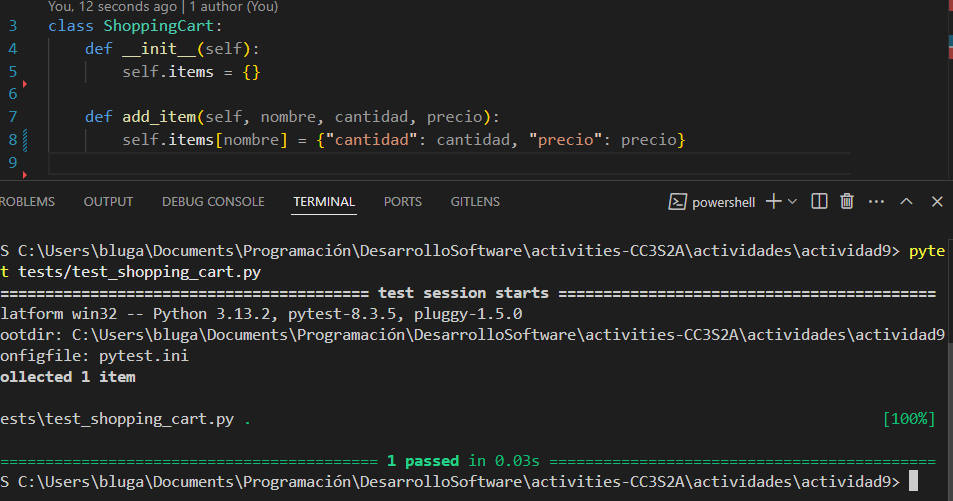 You, 12 seconds ago | 1 author (You)
3 class ShoppingCart:
4     def __init__(self):
5         self.items = {}
6
7     def add_item(self, nombre, cantidad, precio):
8         self.items[nombre] = {"cantidad": cantidad, "precio": precio}
9
ROBLEMS OUTPUT DEBUG CONSOLE TERMINAL PORTS GITLENS powershell
S C:\Users\bluga\Documents\Programación\DesarrolloSoftware\activities-CC3S2A\actividades\actividad9> pyte
t tests/test_shopping_cart.py
========================================= test session starts ==========================================
latform win32 -- Python 3.13.2, pytest-8.3.5, pluggy-1.5.0
ootdir: C:\Users\bluga\Documents\Programación\DesarrolloSoftware\activities-CC3S2A\actividades\actividad9
onfigfile: pytest.ini
ollected 1 item
ests\test_shopping_cart.py . [100%]
========================================== 1 passed in 0.03s ===========================================
S C:\Users\bluga\Documents\Programación\DesarrolloSoftware\activities-CC3S2A\actividades\actividad9>